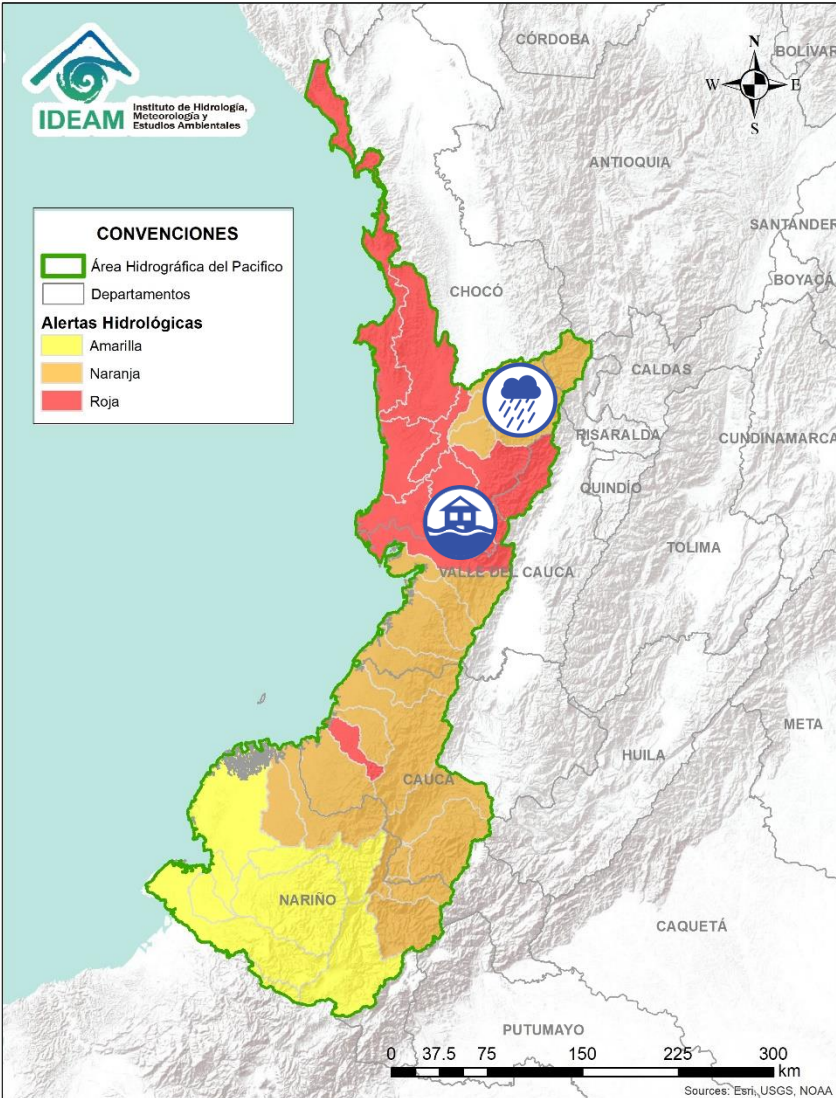 IDEAM
Instituto de Hidrología,
Meteorología y
Estudios Ambientales
N
W E
S
CÓRDOBA
BOLÍVAR
ANTIOQUIA
SANTANDER
BOYACÁ
CHOCÓ
CALDAS
RISARALDA
CUNDINAMARCA
QUINDÍO
TOLIMA
VALLE DEL CAUCA
META
HUILA
CAUCA
NARIÑO
CAQUETÁ
PUTUMAYO
CONVENCIONES
Área Hidrográfica del Pacifico
Departamentos
Alertas Hidrológicas
Amarilla
Naranja
Roja
0 37.5 75 150 225 300
km
Sources: Esri, USGS, NOAA